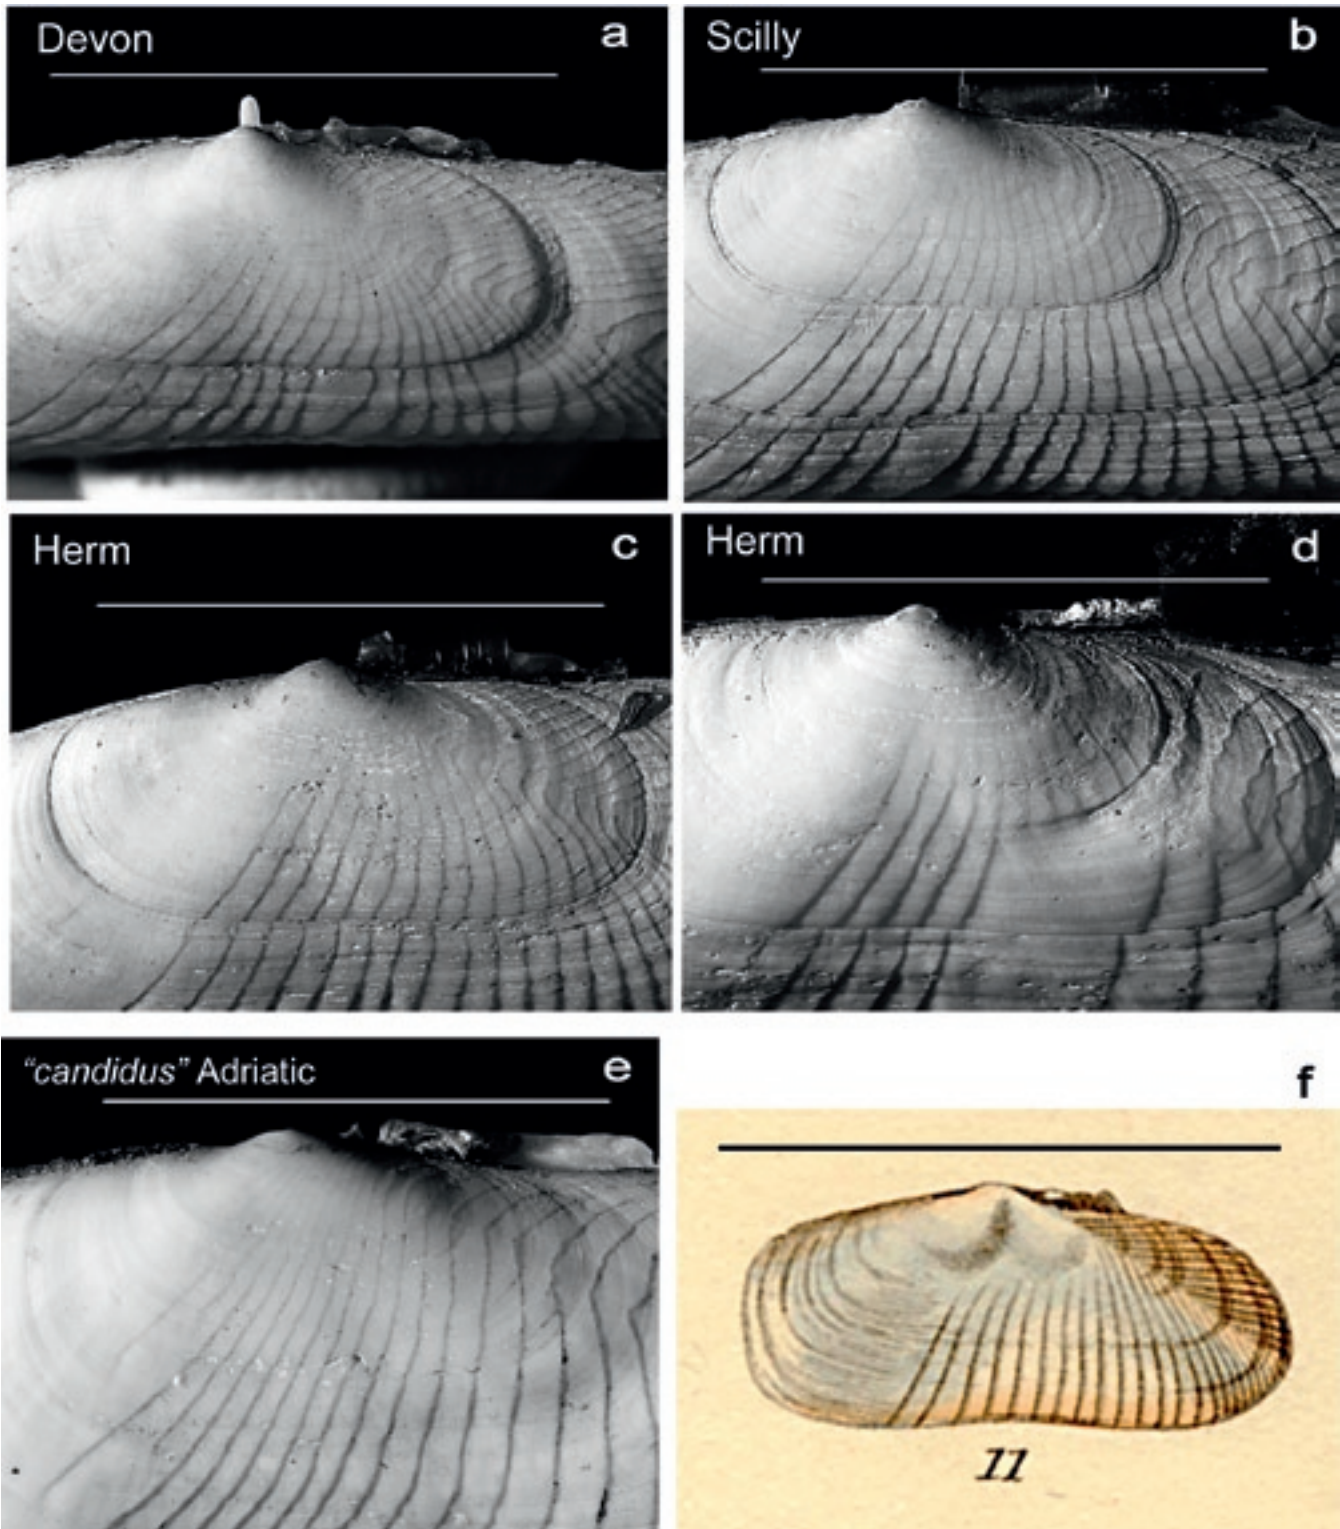 Devon a
Scilly b
Herm c
Herm d
“candidus” Adriatic e
f
11